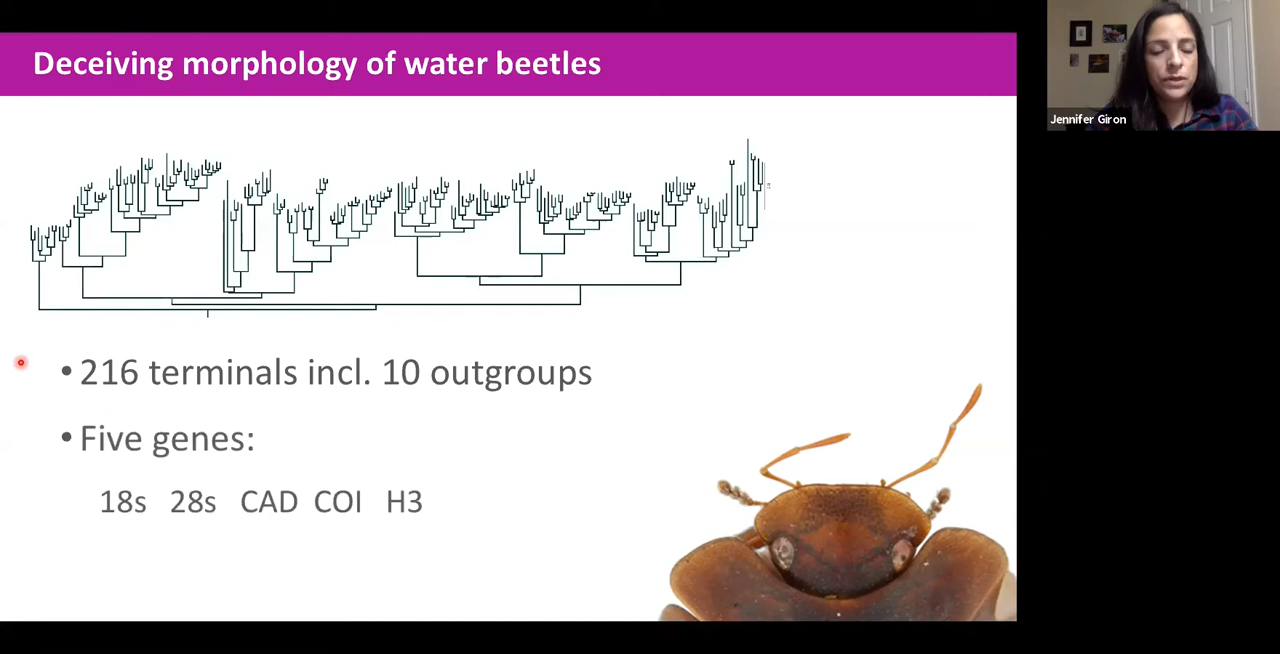 Deceiving morphology of water beetles
Jennifer Giron
• 216 terminals incl. 10 outgroups
• Five genes:
18s 28s CAD COI H3